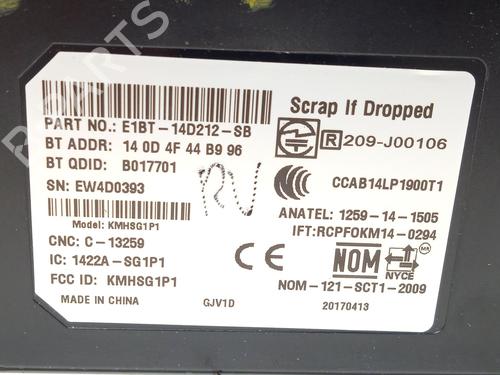 PARTS
Scrap If Dropped
PART NO.: E1BT-14D212-SB
R 209-J00106
BT ADDR: 14 0D 4F 44 B9 96
BT QDID: B017701
CCAB14LP1900T1
SN: EW4D0393
ANATEL: 1259-14-1505
Model: KMHSG1P1
IFT:RCPFOKM14-0294
CNC: C-13259
NOM
NYCE
IC: 1422A-SG1P1
FCC ID: KMHSG1P1
NOM-121-SCT1-2009
MADE IN CHINA
GJV1D
20170413